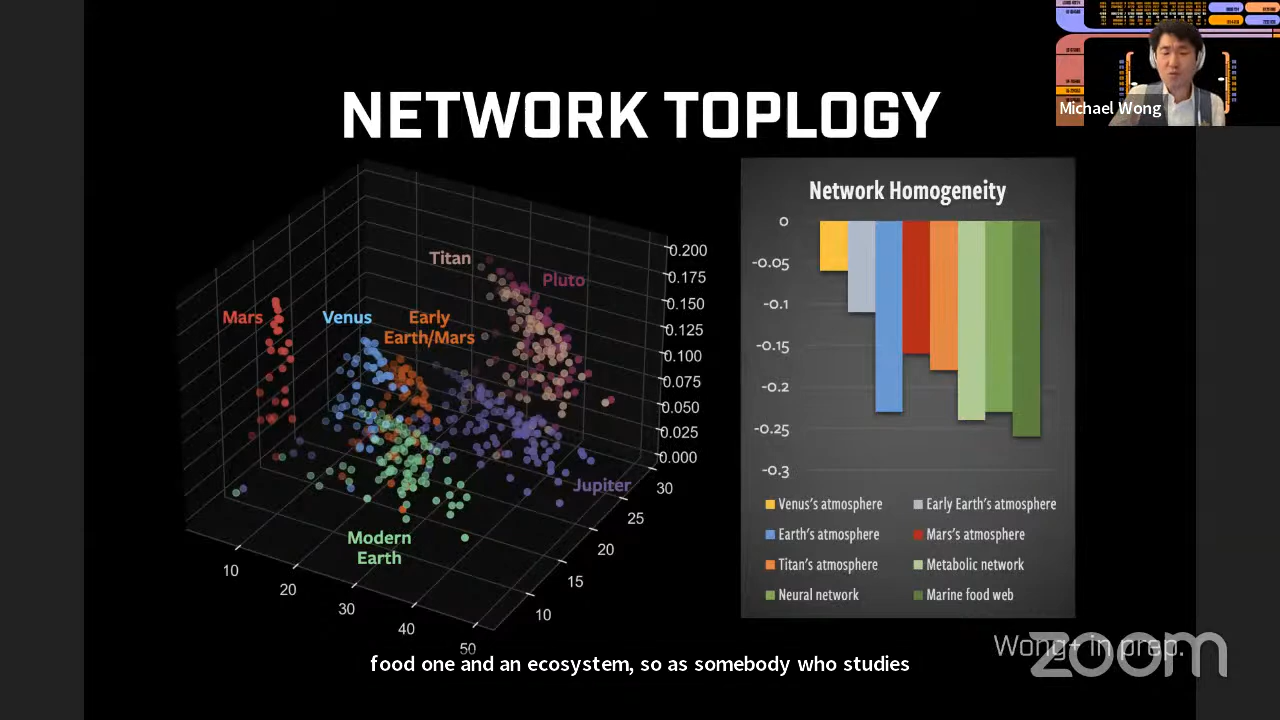 NETWORK TOPLOGY
Michael Wong
Titan
Pluto
Mars
Venus
Early
Earth/Mars
Jupiter
Modern
Earth
0.200
0.175
0.150
0.125
0.100
0.075
0.050
0.025
0.000
30
25
20
15
10
10
20
30
40
50
Network Homogeneity
0
-0.05
-0.1
-0.15
-0.2
-0.25
-0.3
Venus's atmosphere
Early Earth's atmosphere
Earth's atmosphere
Mars's atmosphere
Titan's atmosphere
Metabolic network
Neural network
Marine food web
Wong+ in prep.
zoom
food one and an ecosystem, so as somebody who studies